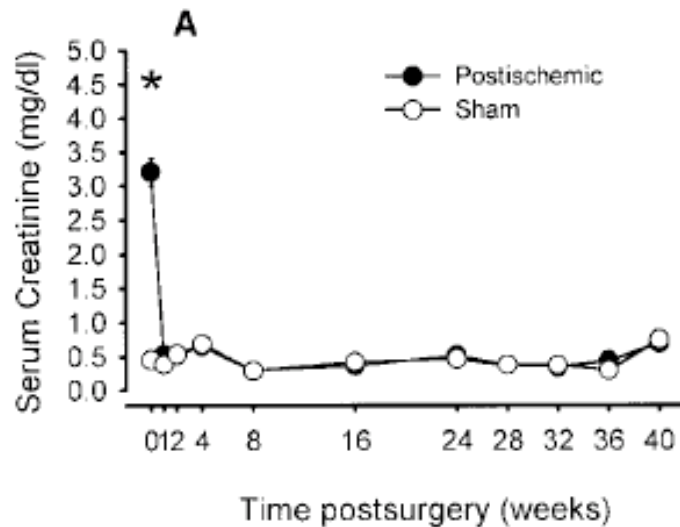 A
5.0
4.5
4.0
3.5
3.0
2.5
2.0
1.5
1.0
0.5
0.0
Serum Creatinine (mg/dl)
*
Postischemic
Sham
0 1 2 4 8 16 24 28 32 36 40
Time postsurgery (weeks)